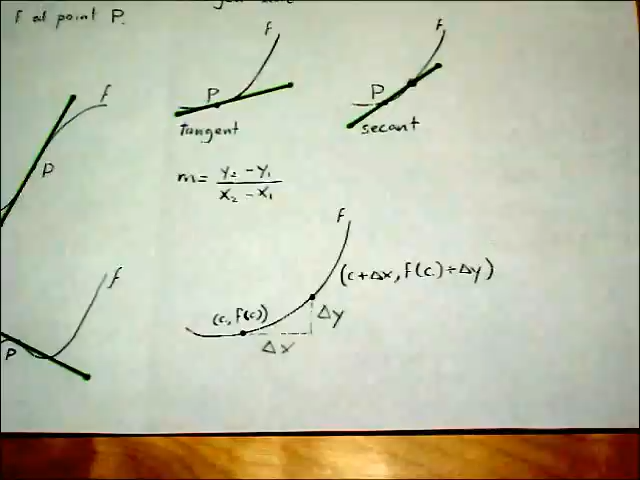 f at point P.
f
P
f
P
f
P
tangent
f
P
secant
m = y₂ - y₁ / x₂ - x₁
f
(c + Δx, f(c) + Δy)
(c, f(c))
Δy
Δx